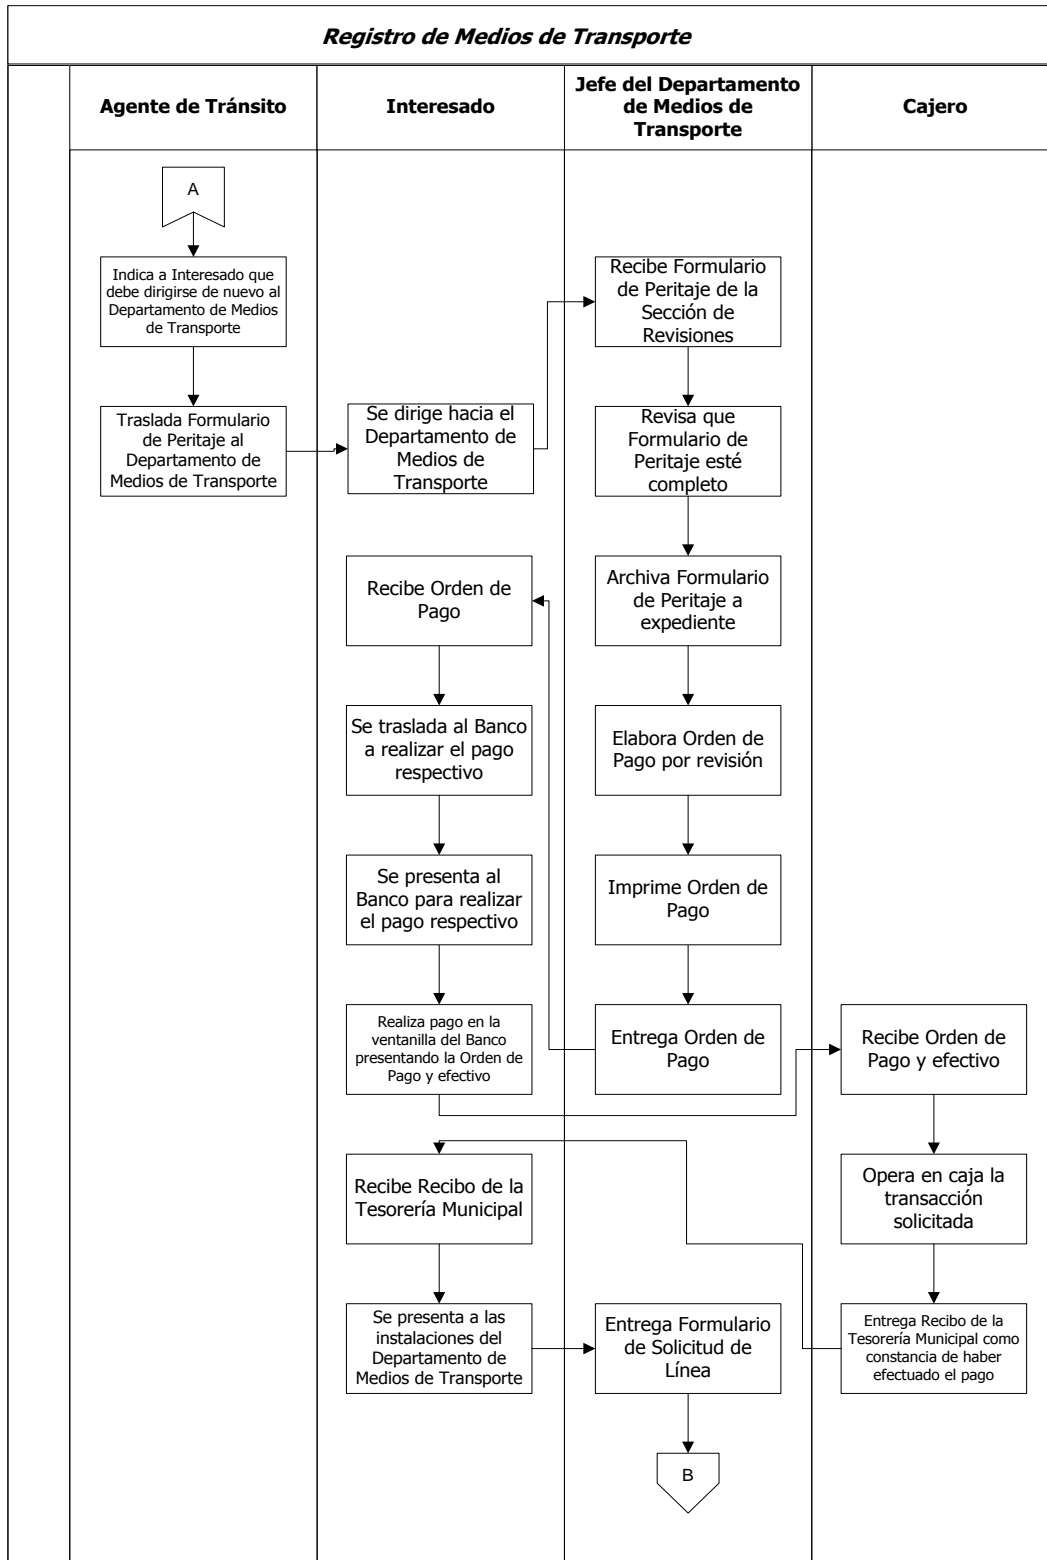 Registro de Medios de Transporte
Agente de Tránsito
Interesado
Jefe del Departamento
de Medios de
Transporte
Cajero
A
Indica a Interesado que
debe dirigirse de nuevo al
Departamento de Medios
de Transporte
Traslada Formulario
de Peritaje al
Departamento de
Medios de Transporte
Se dirige hacia el
Departamento de
Medios de
Transporte
Recibe Formulario
de Peritaje de la
Sección de
Revisiones
Revisa que
Formulario de
Peritaje esté
completo
Archiva Formulario
de Peritaje a
expediente
Elabora Orden de
Pago por revisión
Imprime Orden de
Pago
Entrega Orden de
Pago
Recibe Orden de
Pago
Se traslada al Banco
a realizar el pago
respectivo
Se presenta al
Banco para realizar
el pago respectivo
Realiza pago en la
ventanilla del Banco
presentando la Orden de
Pago y efectivo
Recibe Orden de
Pago y efectivo
Opera en caja la
transacción
solicitada
Entrega Recibo de la
Tesorería Municipal como
constancia de haber
efectuado el pago
Recibe Recibo de la
Tesorería Municipal
Se presenta a las
instalaciones del
Departamento de
Medios de Transporte
Entrega Formulario
de Solicitud de
Línea
B